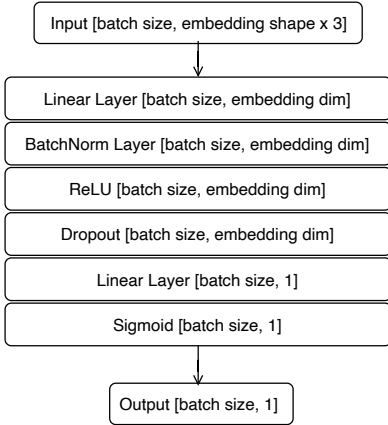 Input [batch size, embedding shape x 3]
Linear Layer [batch size, embedding dim]
BatchNorm Layer [batch size, embedding dim]
ReLU [batch size, embedding dim]
Dropout [batch size, embedding dim]
Linear Layer [batch size, 1]
Sigmoid [batch size, 1]
Output [batch size, 1]